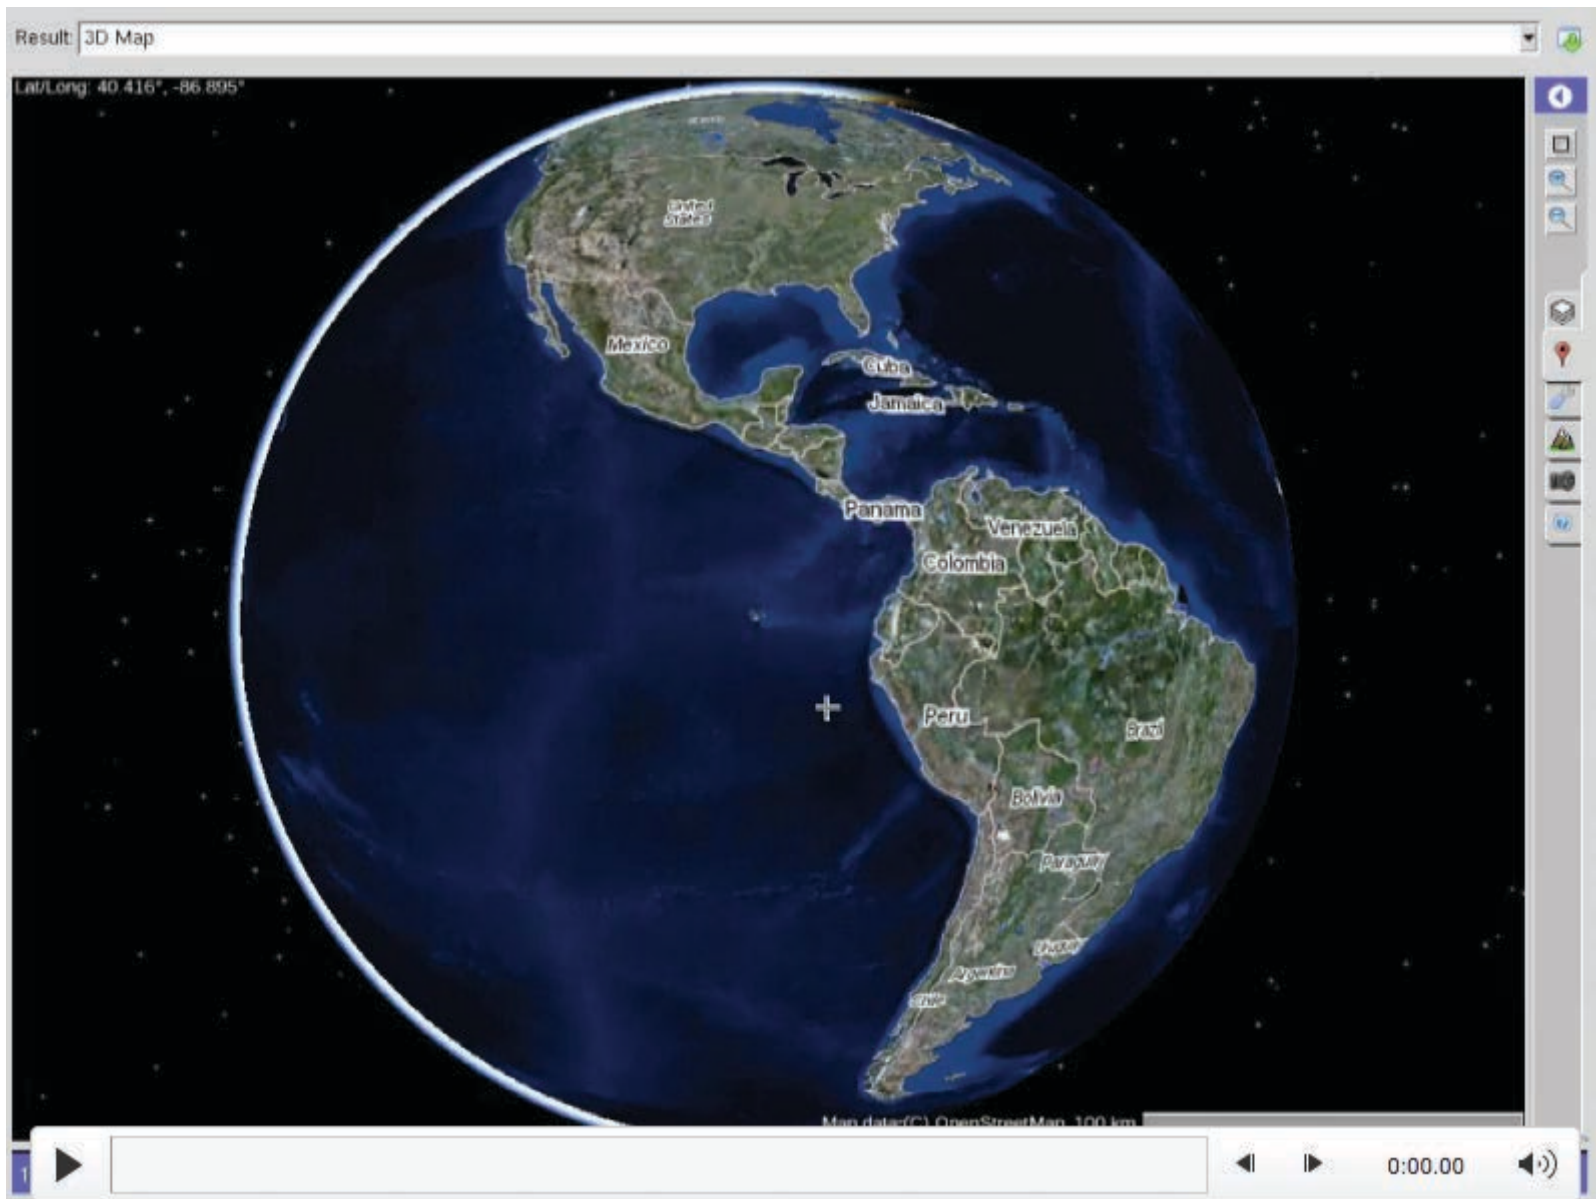 Result: 3D Map
Lat/Long: 40.416°, -86.895°
United
States
Mexico
Cuba
Jamaica
Panama
Venezuela
Colombia
Peru
Brazil
Bolivia
Paraguay
Uruguay
Argentina
Chile
Map data (C) OpenStreetMap, 100 km
1
0:00.00